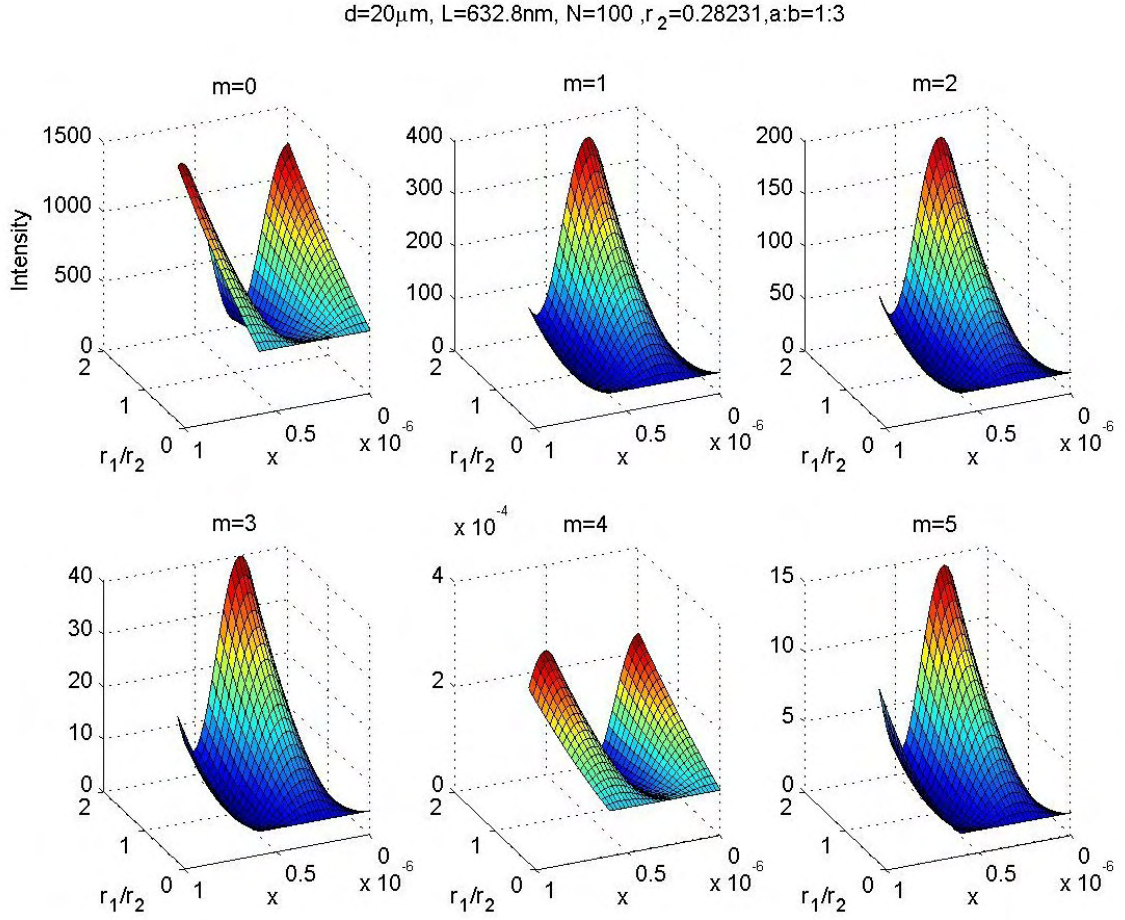 d=20μm, L=632.8nm, N=100 ,r₂=0.28231,a:b=1:3
m=0
1500
1000
500
0
2
1
0
Intensity
r₁/r₂
1
0.5
0
x
x 10⁻⁶
m=1
400
300
200
100
0
2
1
0
r₁/r₂
1
0.5
0
x
x 10⁻⁶
m=2
200
150
100
50
0
2
1
0
r₁/r₂
1
0.5
0
x
x 10⁻⁶
m=3
40
30
20
10
0
2
1
0
r₁/r₂
1
0.5
0
x
x 10⁻⁶
x 10⁻⁴
m=4
4
2
0
2
1
0
r₁/r₂
1
0.5
0
x
x 10⁻⁶
m=5
15
10
5
0
2
1
0
r₁/r₂
1
0.5
0
x
x 10⁻⁶